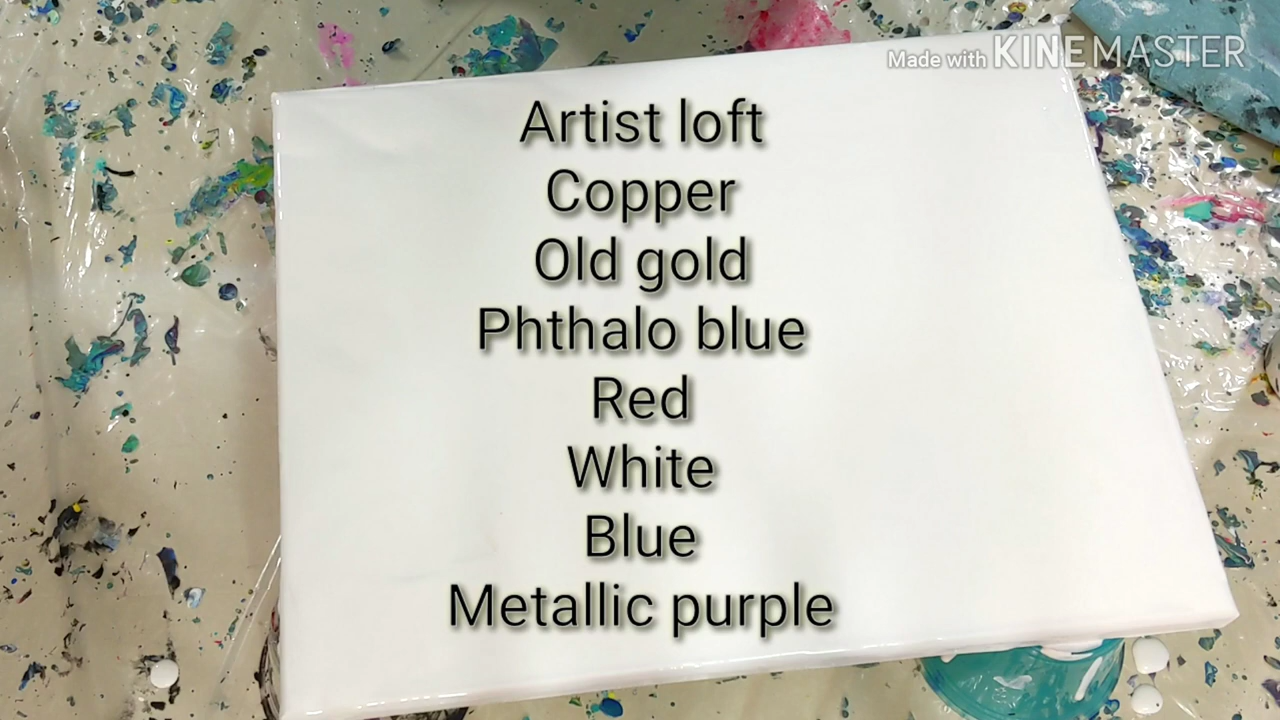 Made with KINEMASTER
Artist loft
Copper
Old gold
Phthalo blue
Red
White
Blue
Metallic purple